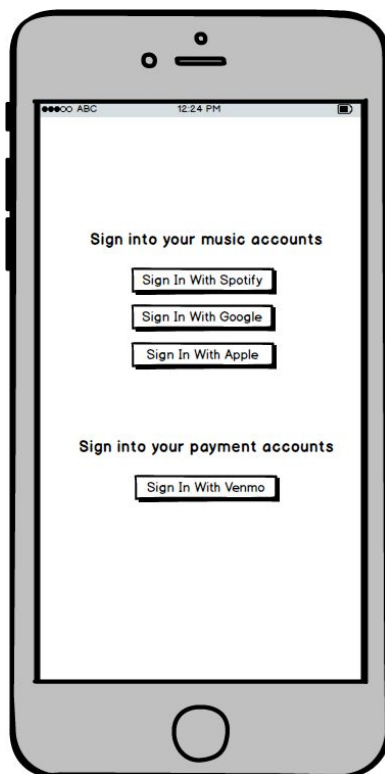 ABC 12:24 PM
Sign into your music accounts
Sign In With Spotify
Sign In With Google
Sign In With Apple
Sign into your payment accounts
Sign In With Venmo